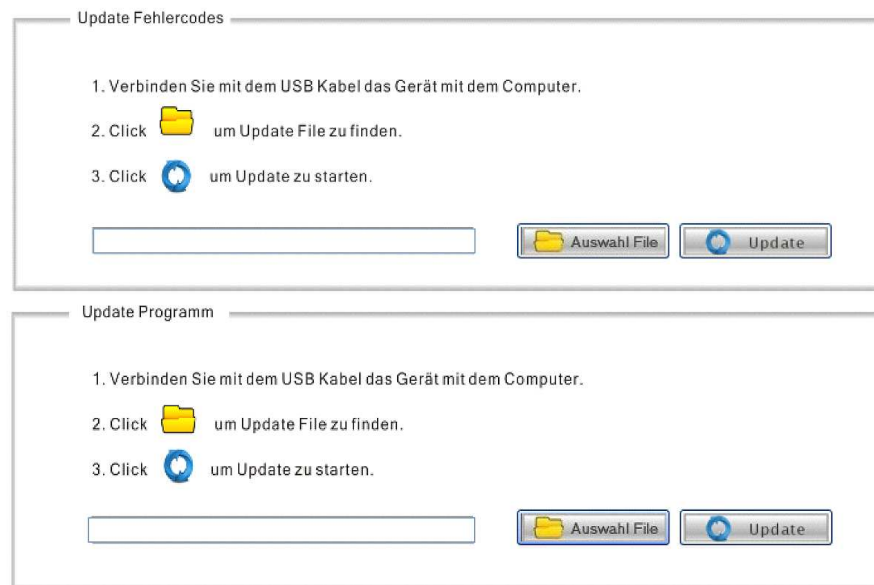 Update Fehlercodes
1. Verbinden Sie mit dem USB Kabel das Gerät mit dem Computer.
2. Click um Update File zu finden.
3. Click um Update zu starten.
Auswahl File Update
Update Programm
1. Verbinden Sie mit dem USB Kabel das Gerät mit dem Computer.
2. Click um Update File zu finden.
3. Click um Update zu starten.
Auswahl File Update